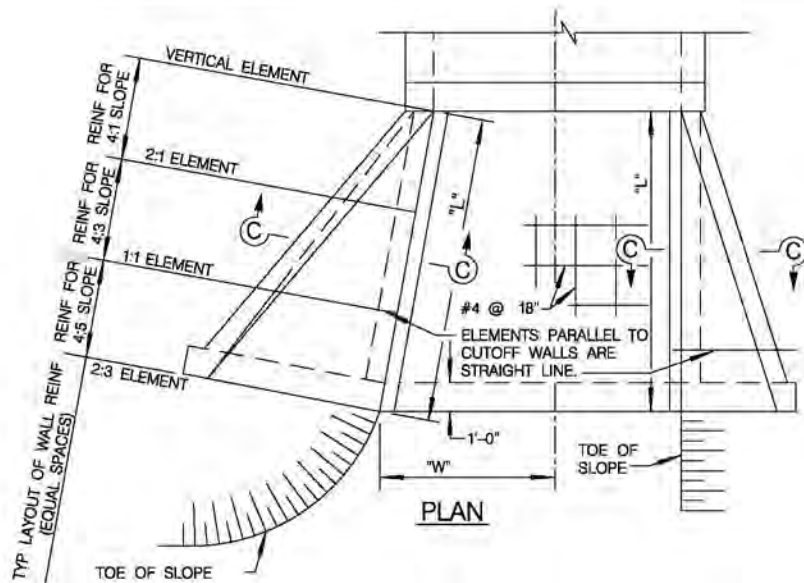 VERTICAL ELEMENT
REINF FOR
4:1 SLOPE
2:1 ELEMENT
REINF FOR
4:3 SLOPE
1:1 ELEMENT
REINF FOR
4:5 SLOPE
2:3 ELEMENT
TYP LAYOUT OF WALL REINF
(EQUAL SPACES)
C
C
"L"
"L"
C
C
#4 @ 18"
ELEMENTS PARALLEL TO
CUTOFF WALLS ARE
STRAIGHT LINE.
1'-0"
"W"
TOE OF
SLOPE
PLAN
TOE OF SLOPE